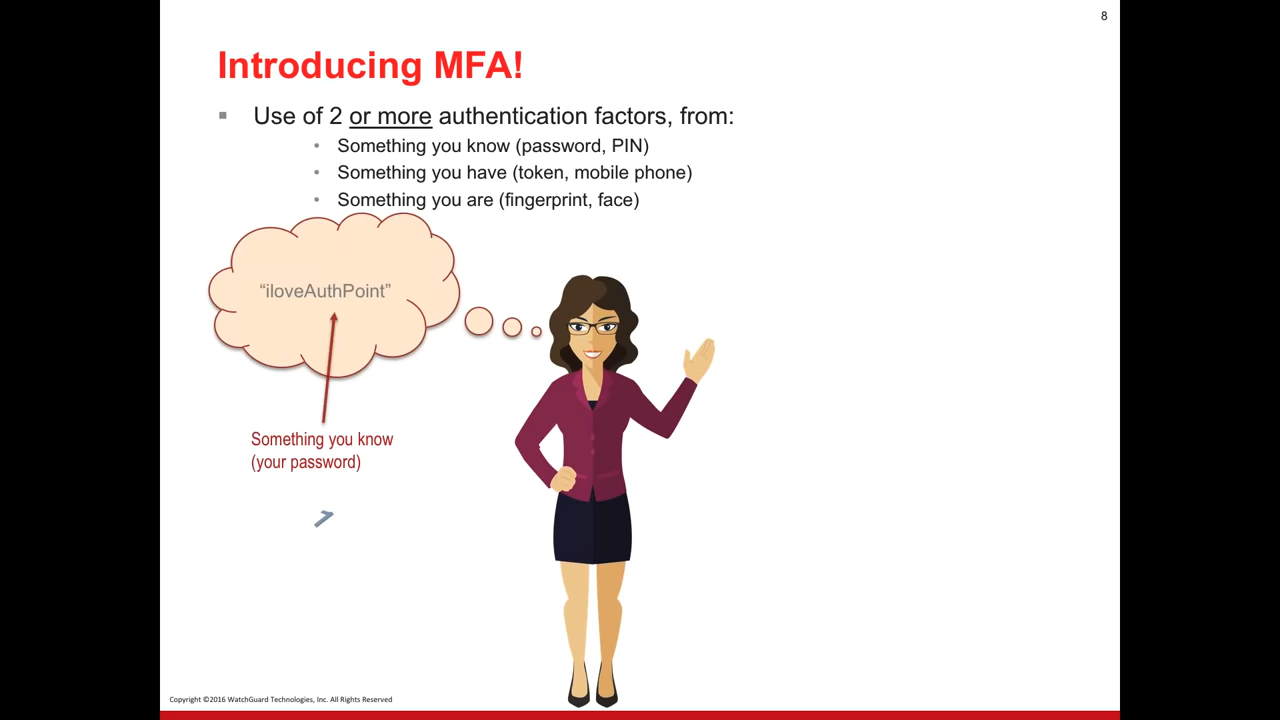 8
Introducing MFA!
Use of 2 or more authentication factors, from:
Something you know (password, PIN)
Something you have (token, mobile phone)
Something you are (fingerprint, face)
“iloveAuthPoint”
Something you know
(your password)
1
Copyright ©2016 WatchGuard Technologies, Inc. All Rights Reserved